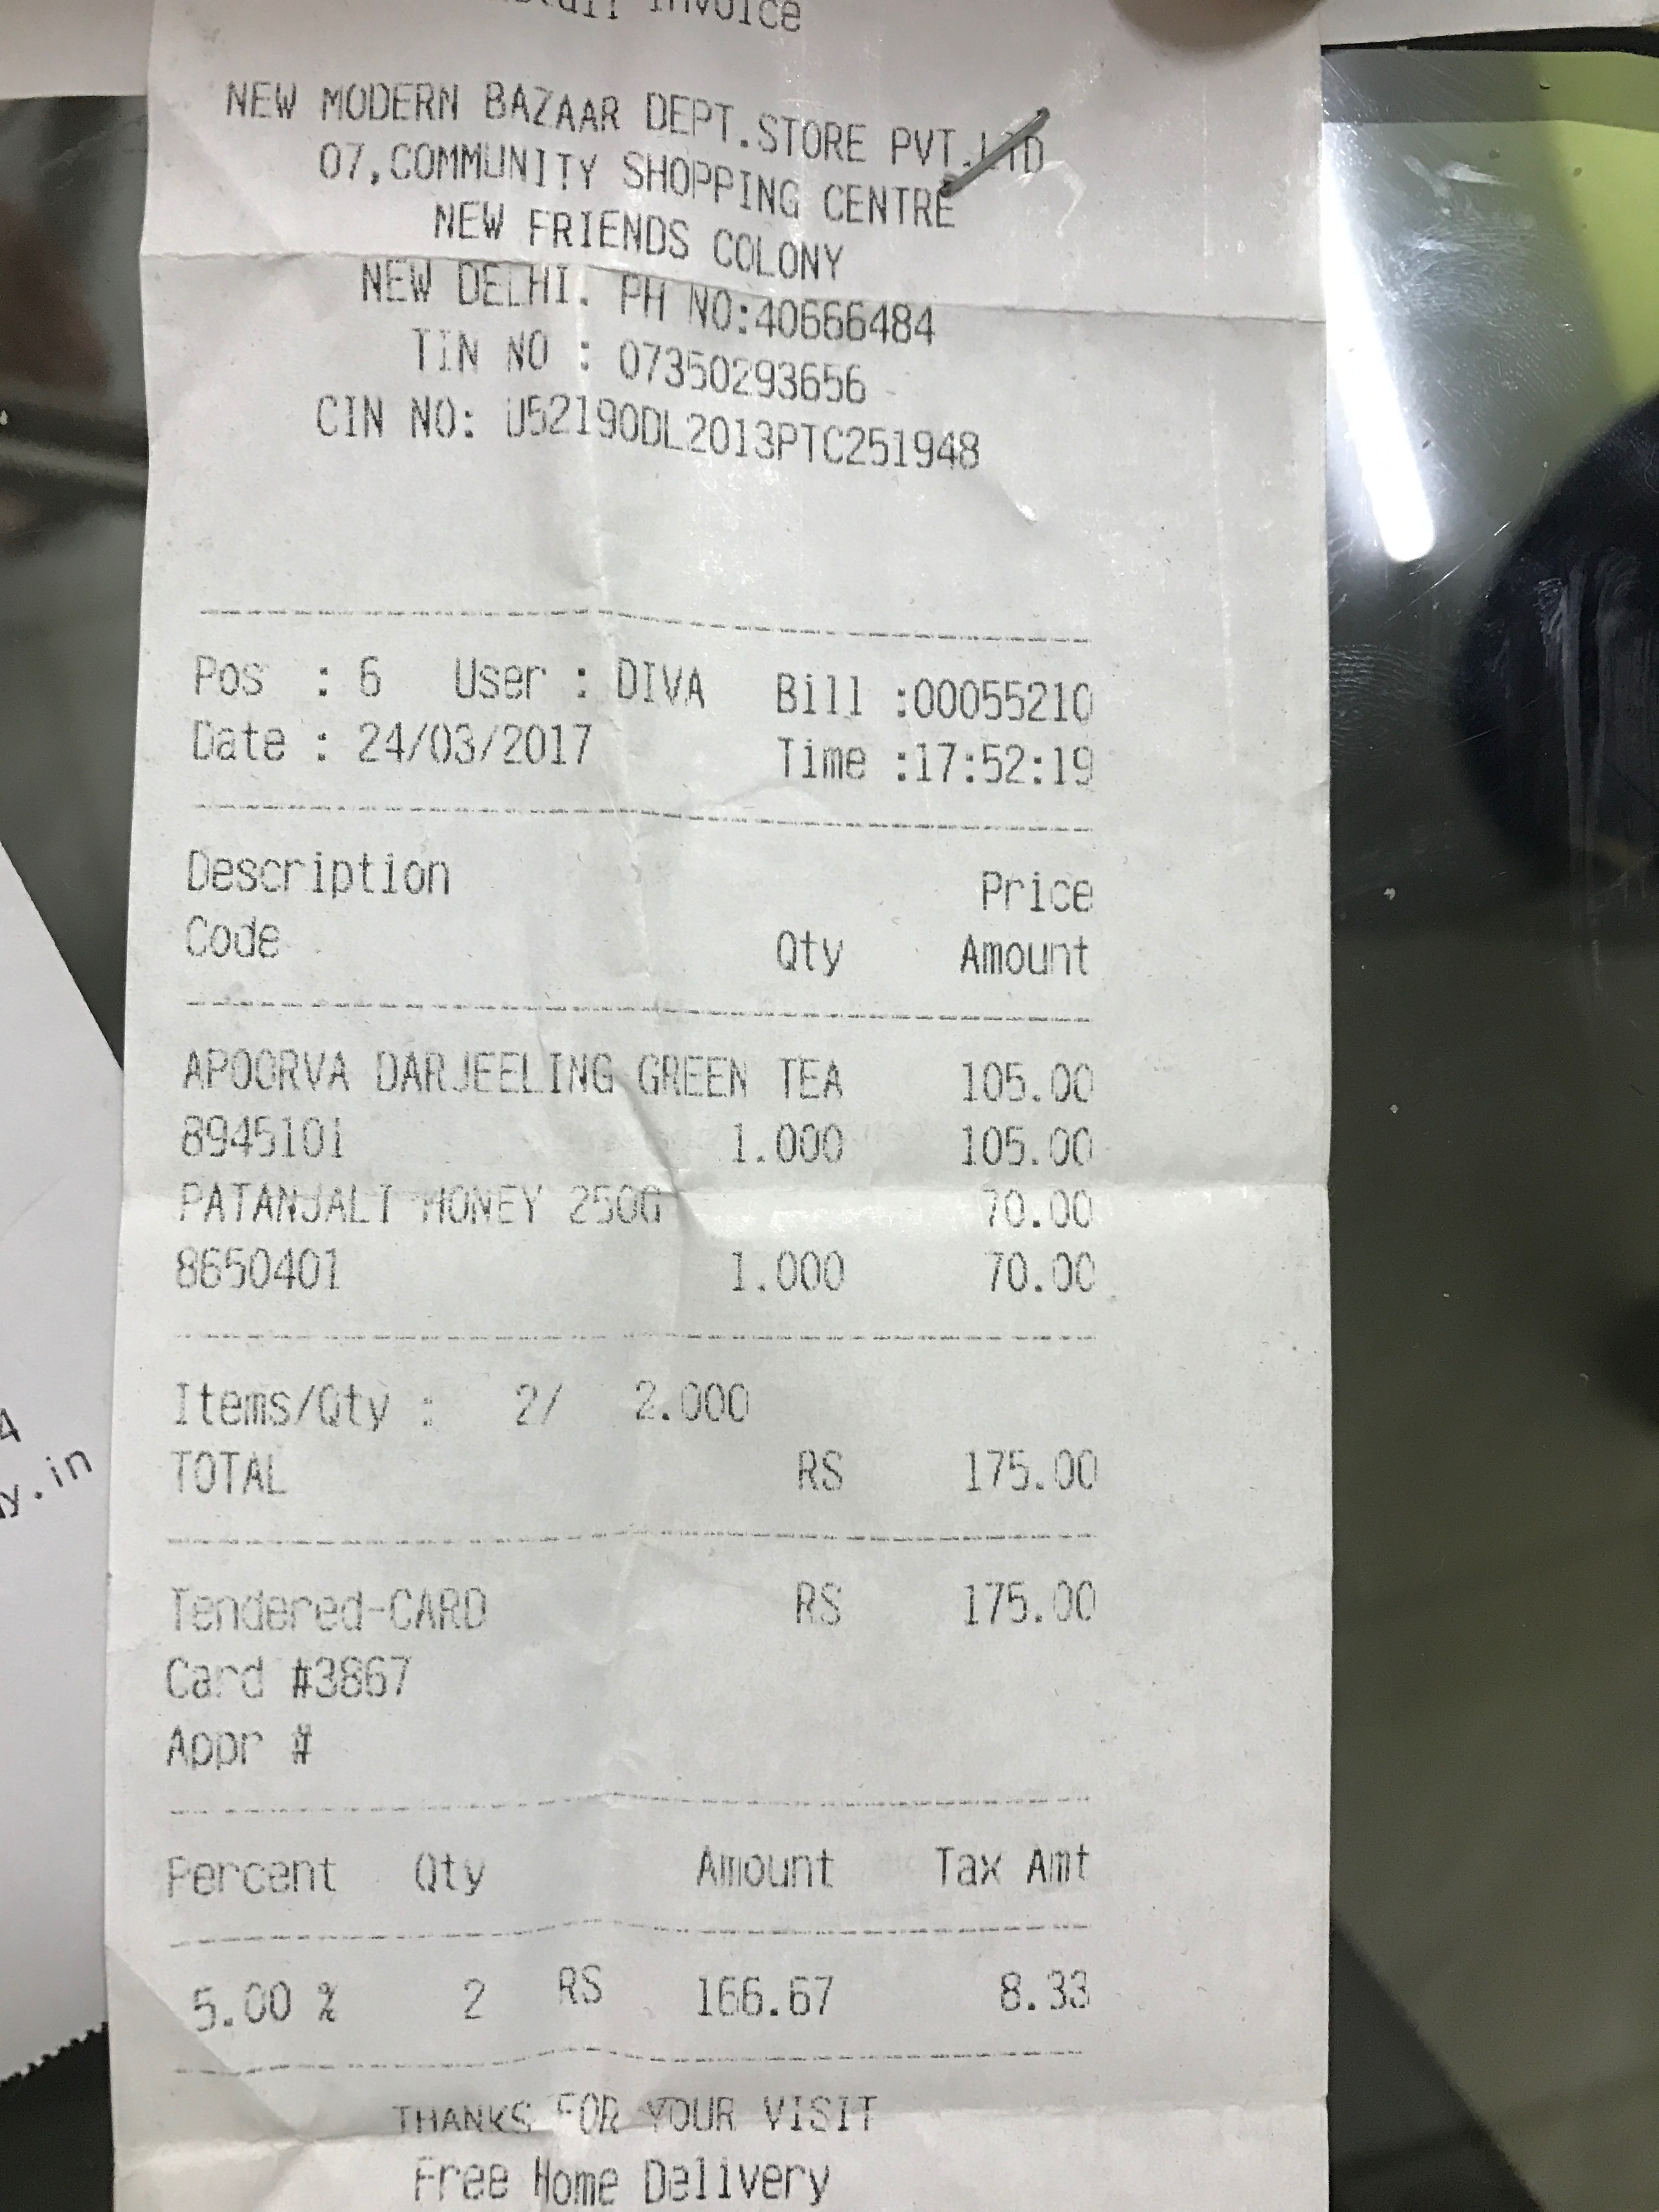 Invoice
NEW MODERN BAZAAR DEPT.STORE PVT.LTD
07,COMMUNITY SHOPPING CENTRE
NEW FRIENDS COLONY
NEW DELHI. PH NO:40666484
TIN NO : 07350293656
CIN NO: U52190DL2013PTC251948
Pos : 6 User : DIVA Bill :00055210
Date : 24/03/2017 Time :17:52:19
Description Price
Code Qty Amount
APOORVA DARJEELING GREEN TEA 105.00
8945101 1.000 105.00
PATANJALI HONEY 250G 70.00
8650401 1.000 70.00
Items/Qty : 2/ 2.000
TOTAL RS 175.00
Tendered-CARD RS 175.00
Card #3867
Appr #
Percent Qty Amount Tax Amt
5.00 % 2 RS 166.67 8.33
THANKS FOR YOUR VISIT
Free Home Delivery